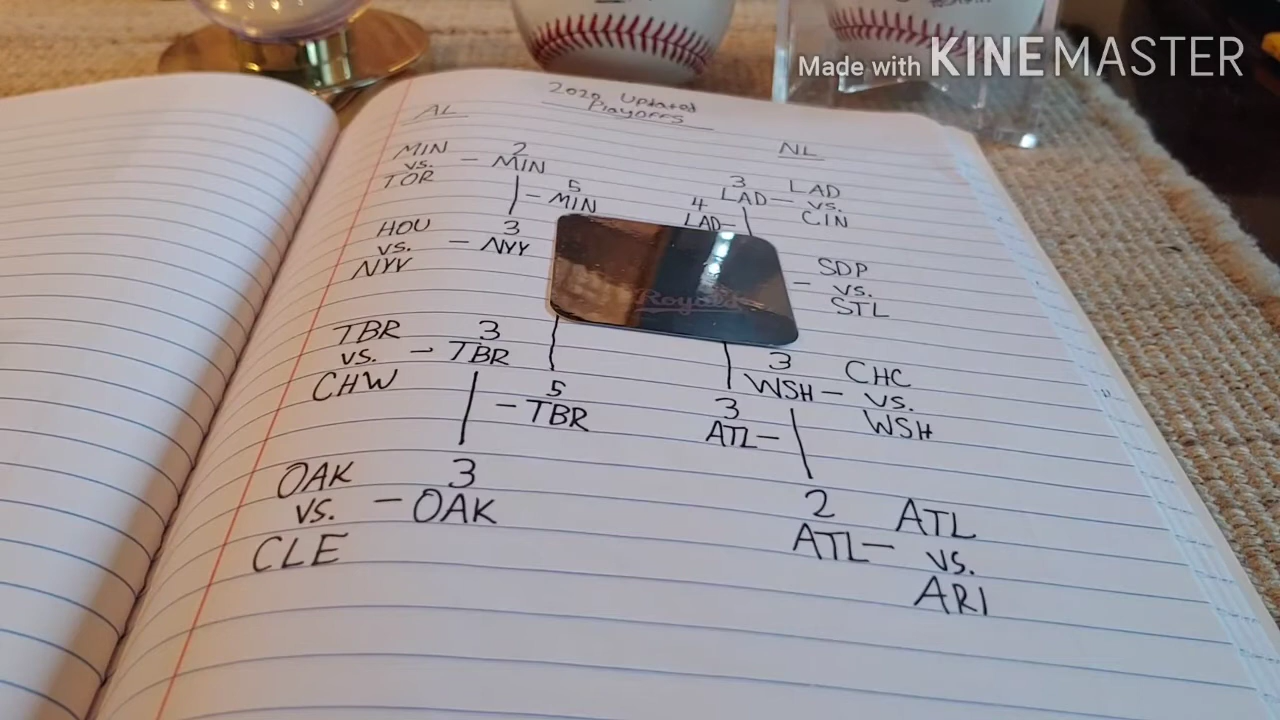 Made with KINEMASTER
2020 Updated
Playoffs
AL
NL
MIN
vs.
TOR
- 2
MIN
HOU
vs.
NYY
- 3
NYY
- 5
MIN
TBR
vs.
CHW
- 3
TBR
OAK
vs.
CLE
- 3
OAK
- 5
TBR
Royals
3
LAD-
LAD
vs.
CIN
4
LAD-
-
SDP
vs.
STL
3
WSH-
CHC
vs.
WSH
3
ATL-
2
ATL-
ATL
vs.
ARI